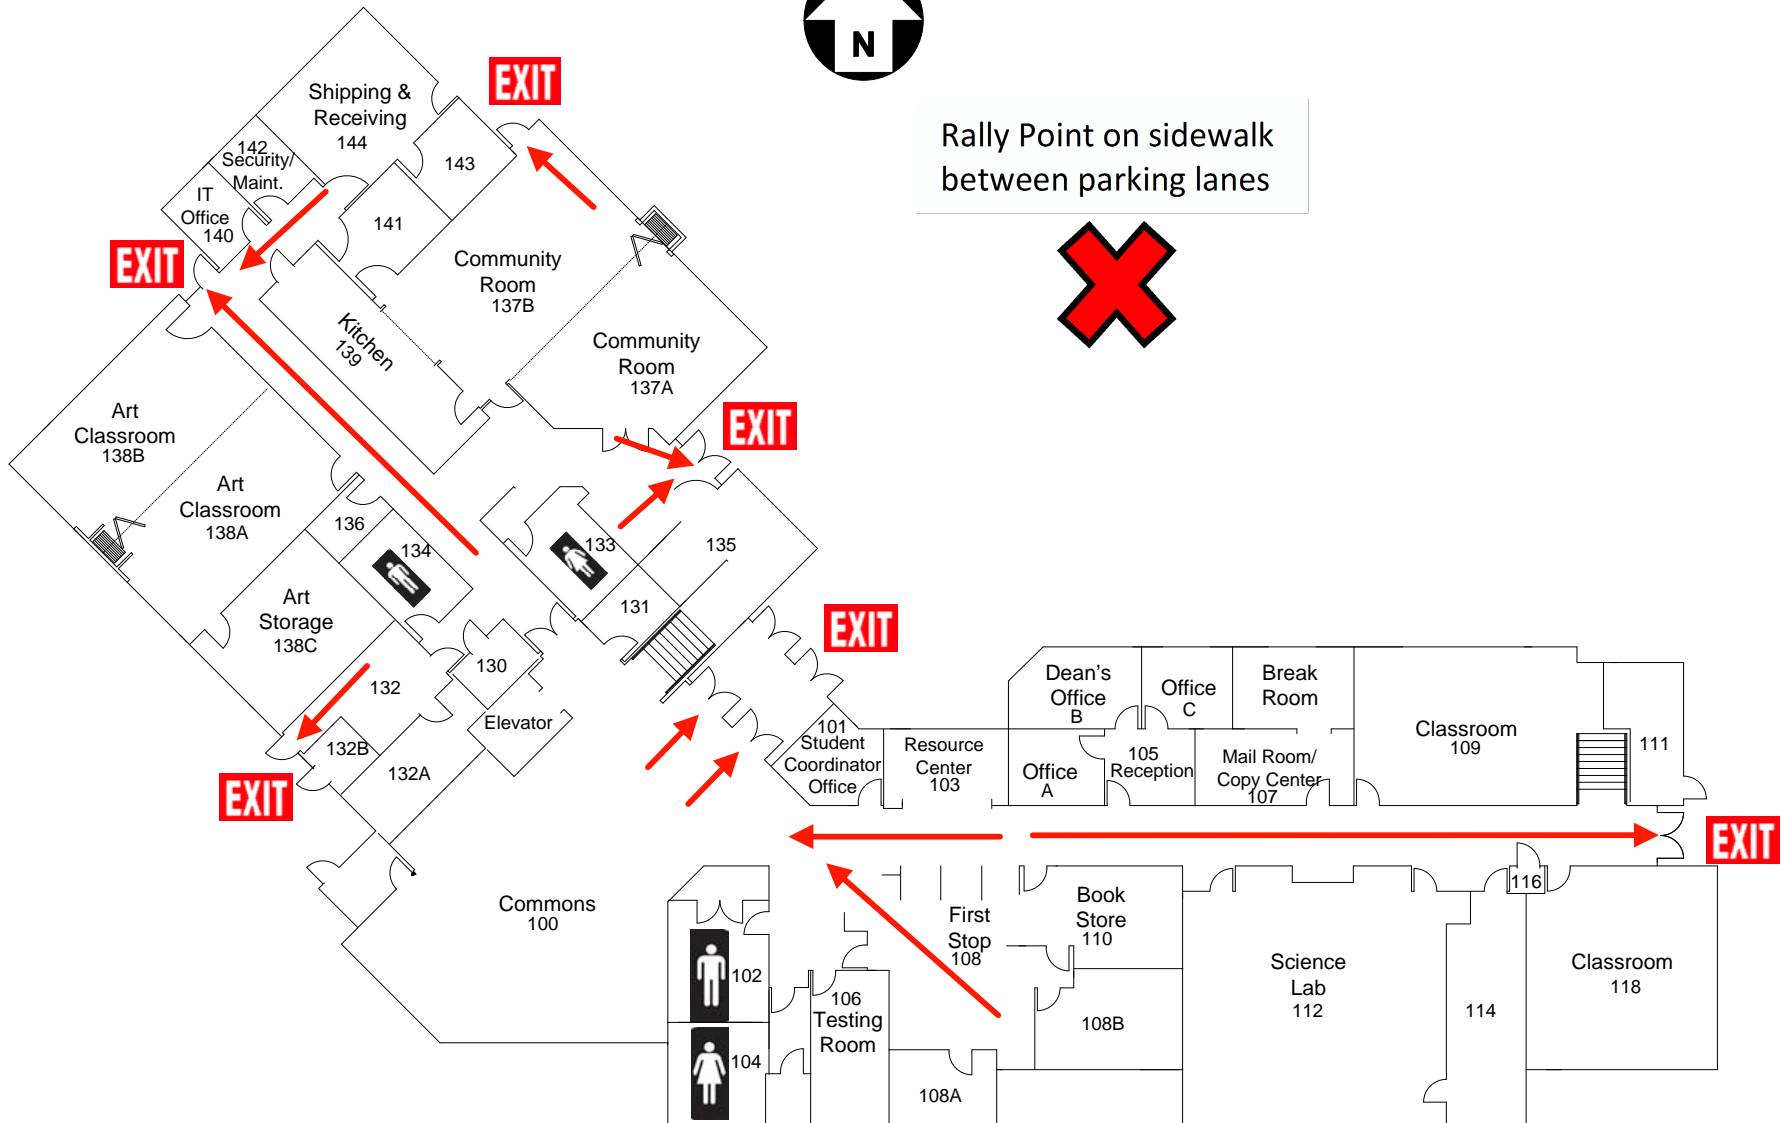 N
EXIT
Rally Point on sidewalk
between parking lanes
Shipping &
Receiving
144
142
Security/
Maint.
143
IT
Office
140
141
EXIT
Community
Room
137B
Kitchen
139
Community
Room
137A
EXIT
Art
Classroom
138B
Art
Classroom
138A
136
134
133
135
131
Art
Storage
138C
EXIT
130
132
Elevator
132B
132A
EXIT
101
Student
Coordinator
Office
Resource
Center
103
Dean's
Office
B
Office
C
Break
Room
Office
A
105
Reception
Mail Room/
Copy Center
107
Classroom
109
111
EXIT
Commons
100
102
104
106
Testing
Room
First
Stop
108
Book
Store
110
108B
108A
Science
Lab
112
114
116
Classroom
118